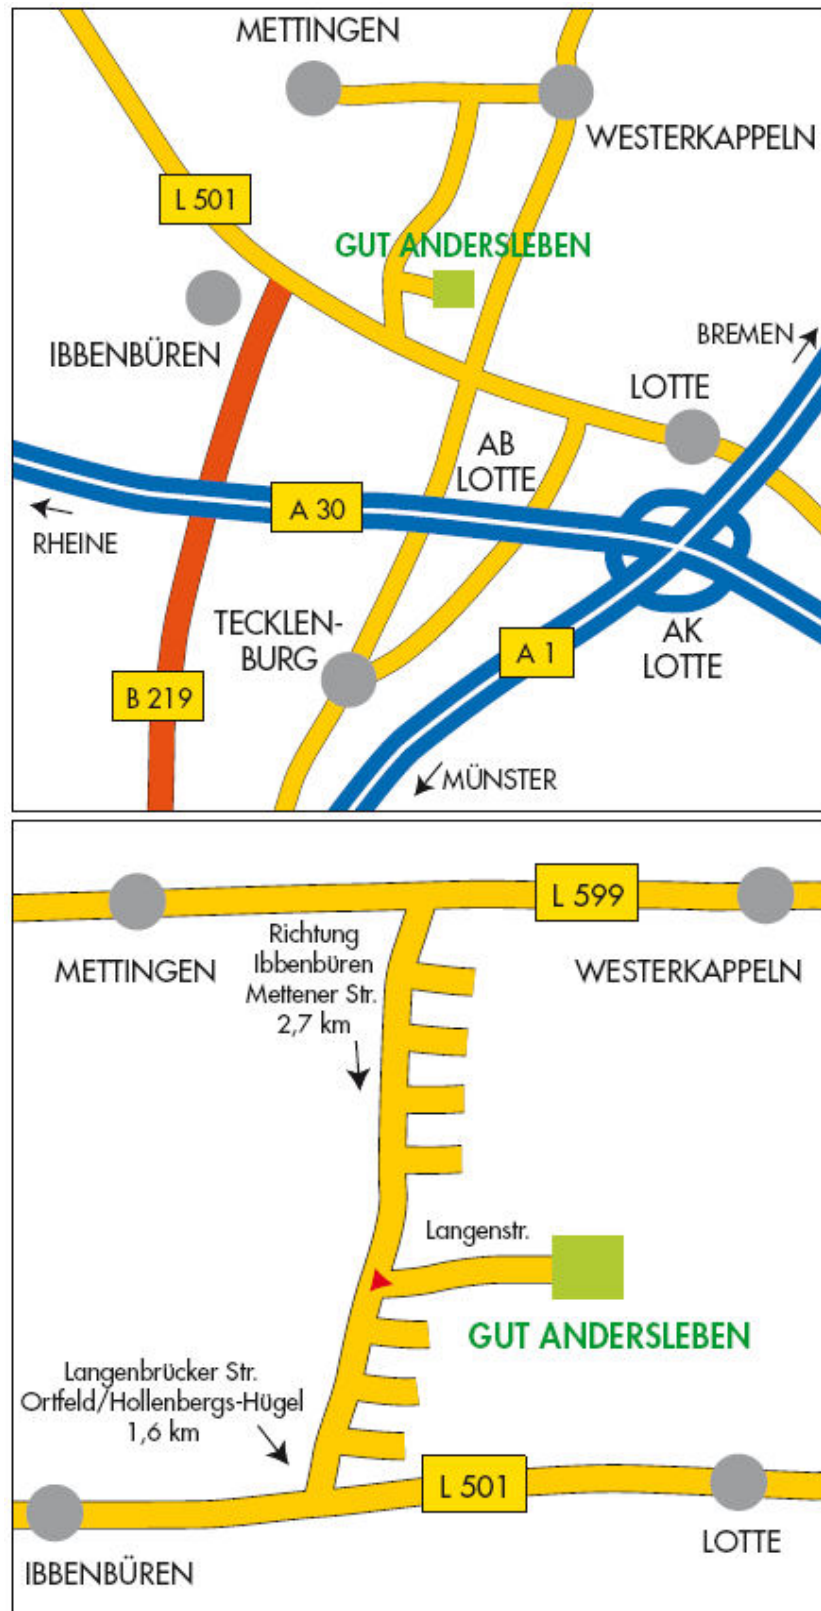 METTINGEN
WESTERKAPPELN
L 501
GUT ANDERSLEBEN
IBBENBÜREN
BREMEN
LOTTE
AB
LOTTE
A 30
RHEINE
TECKLEN-
BURG
A 1
AK
LOTTE
B 219
MÜNSTER
L 599
METTINGEN
Richtung
Ibbenbüren
Mettener Str.
2,7 km
WESTERKAPPELN
Langenstr.
GUT ANDERSLEBEN
Langenbrücker Str.
Ortfeld/Hollenbergs-Hügel
1,6 km
L 501
LOTTE
IBBENBÜREN